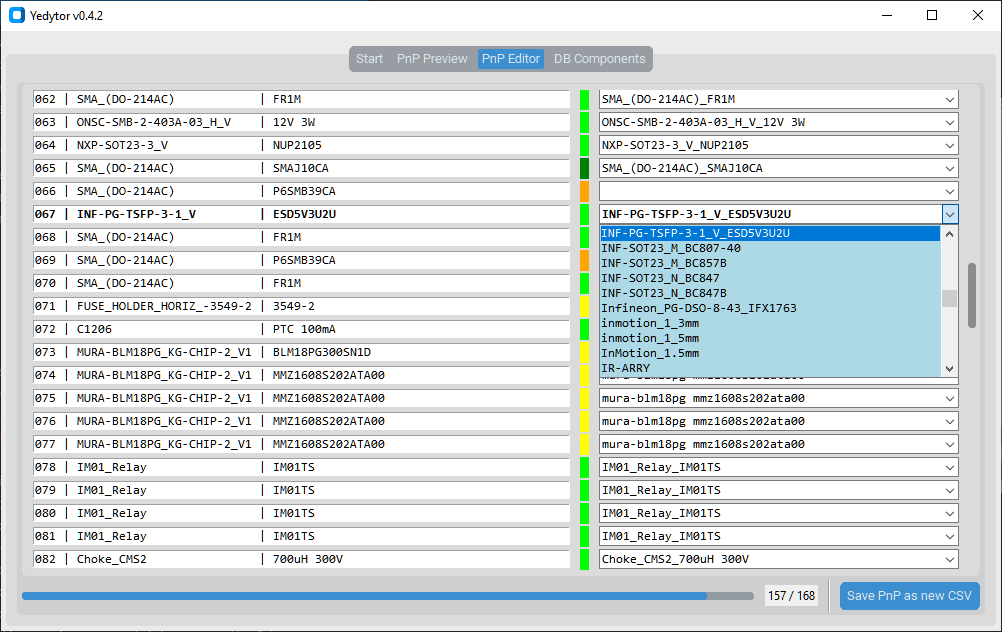 Yedytor v0.4.2
Start PnP Preview PnP Editor DB Components
062 | SMA_(DO-214AC) | FR1M SMA_(DO-214AC)_FR1M
063 | ONSC-SMB-2-403A-03_H_V | 12V 3W ONSC-SMB-2-403A-03_H_V_12V 3W
064 | NXP-SOT23-3_V | NUP2105 NXP-SOT23-3_V_NUP2105
065 | SMA_(DO-214AC) | SMAJ10CA SMA_(DO-214AC)_SMAJ10CA
066 | SMA_(DO-214AC) | P6SMB39CA
067 | INF-PG-TSFP-3-1_V | ESD5V3U2U INF-PG-TSFP-3-1_V_ESD5V3U2U
068 | SMA_(DO-214AC) | FR1M INF-PG-TSFP-3-1_V_ESD5V3U2U
INF-SOT23_M_BC807-40
069 | SMA_(DO-214AC) | P6SMB39CA INF-SOT23_M_BC857B
INF-SOT23_N_BC847
070 | SMA_(DO-214AC) | FR1M INF-SOT23_N_BC847B
071 | FUSE_HOLDER_HORIZ_-3549-2 | 3549-2 Infineon_PG-DSO-8-43_IFX1763
inmotion_1_3mm
072 | C1206 | PTC 100mA inmotion_1_5mm
073 | MURA-BLM18PG_KG-CHIP-2_V1 | BLM18PG300SN1D InMotion_1.5mm
IR-ARRY
074 | MURA-BLM18PG_KG-CHIP-2_V1 | MMZ1608S202ATA00 mura-blm18pg mmz1608s202ata00
075 | MURA-BLM18PG_KG-CHIP-2_V1 | MMZ1608S202ATA00 mura-blm18pg mmz1608s202ata00
076 | MURA-BLM18PG_KG-CHIP-2_V1 | MMZ1608S202ATA00 mura-blm18pg mmz1608s202ata00
077 | MURA-BLM18PG_KG-CHIP-2_V1 | MMZ1608S202ATA00 mura-blm18pg mmz1608s202ata00
078 | IM01_Relay | IM01TS IM01_Relay_IM01TS
079 | IM01_Relay | IM01TS IM01_Relay_IM01TS
080 | IM01_Relay | IM01TS IM01_Relay_IM01TS
081 | IM01_Relay | IM01TS IM01_Relay_IM01TS
082 | Choke_CMS2 | 700uH 300V Choke_CMS2_700uH 300V
157 / 168 Save PnP as new CSV